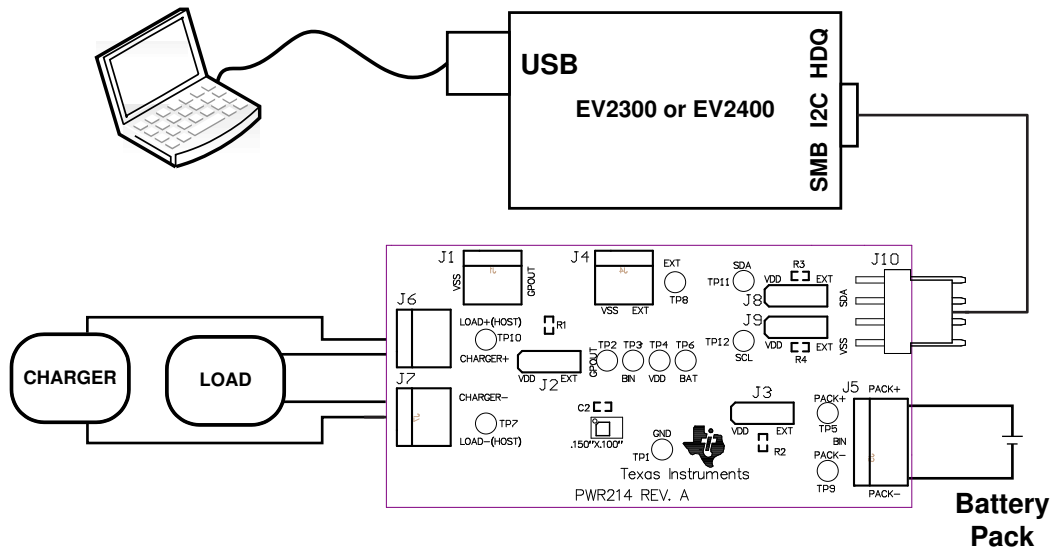 USB
EV2300 or EV2400
SMB I2C HDQ
J1
VSS
GPOUT
J4
VSS EXT
EXT
TP8
SDA
TP11
R3
VDD EXT
J8
J9
VDD EXT
R4
TP12
SCL
J10
SDA
VSS
J6
LOAD+(HOST)
TP10
CHARGER+
R1
VDD EXT
J2
GPOUT
TP2 TP3 TP4 TP6
BIN VDD BAT
CHARGER
LOAD
J7
CHARGER-
TP7
LOAD-(HOST)
C2
.150"X.100"
GND
TP1
Texas Instruments
J3
VDD EXT
R2
PACK+
TP5
PACK-
TP9
J5
PACK+
BIN
PACK-
PWR214 REV. A
Battery
Pack